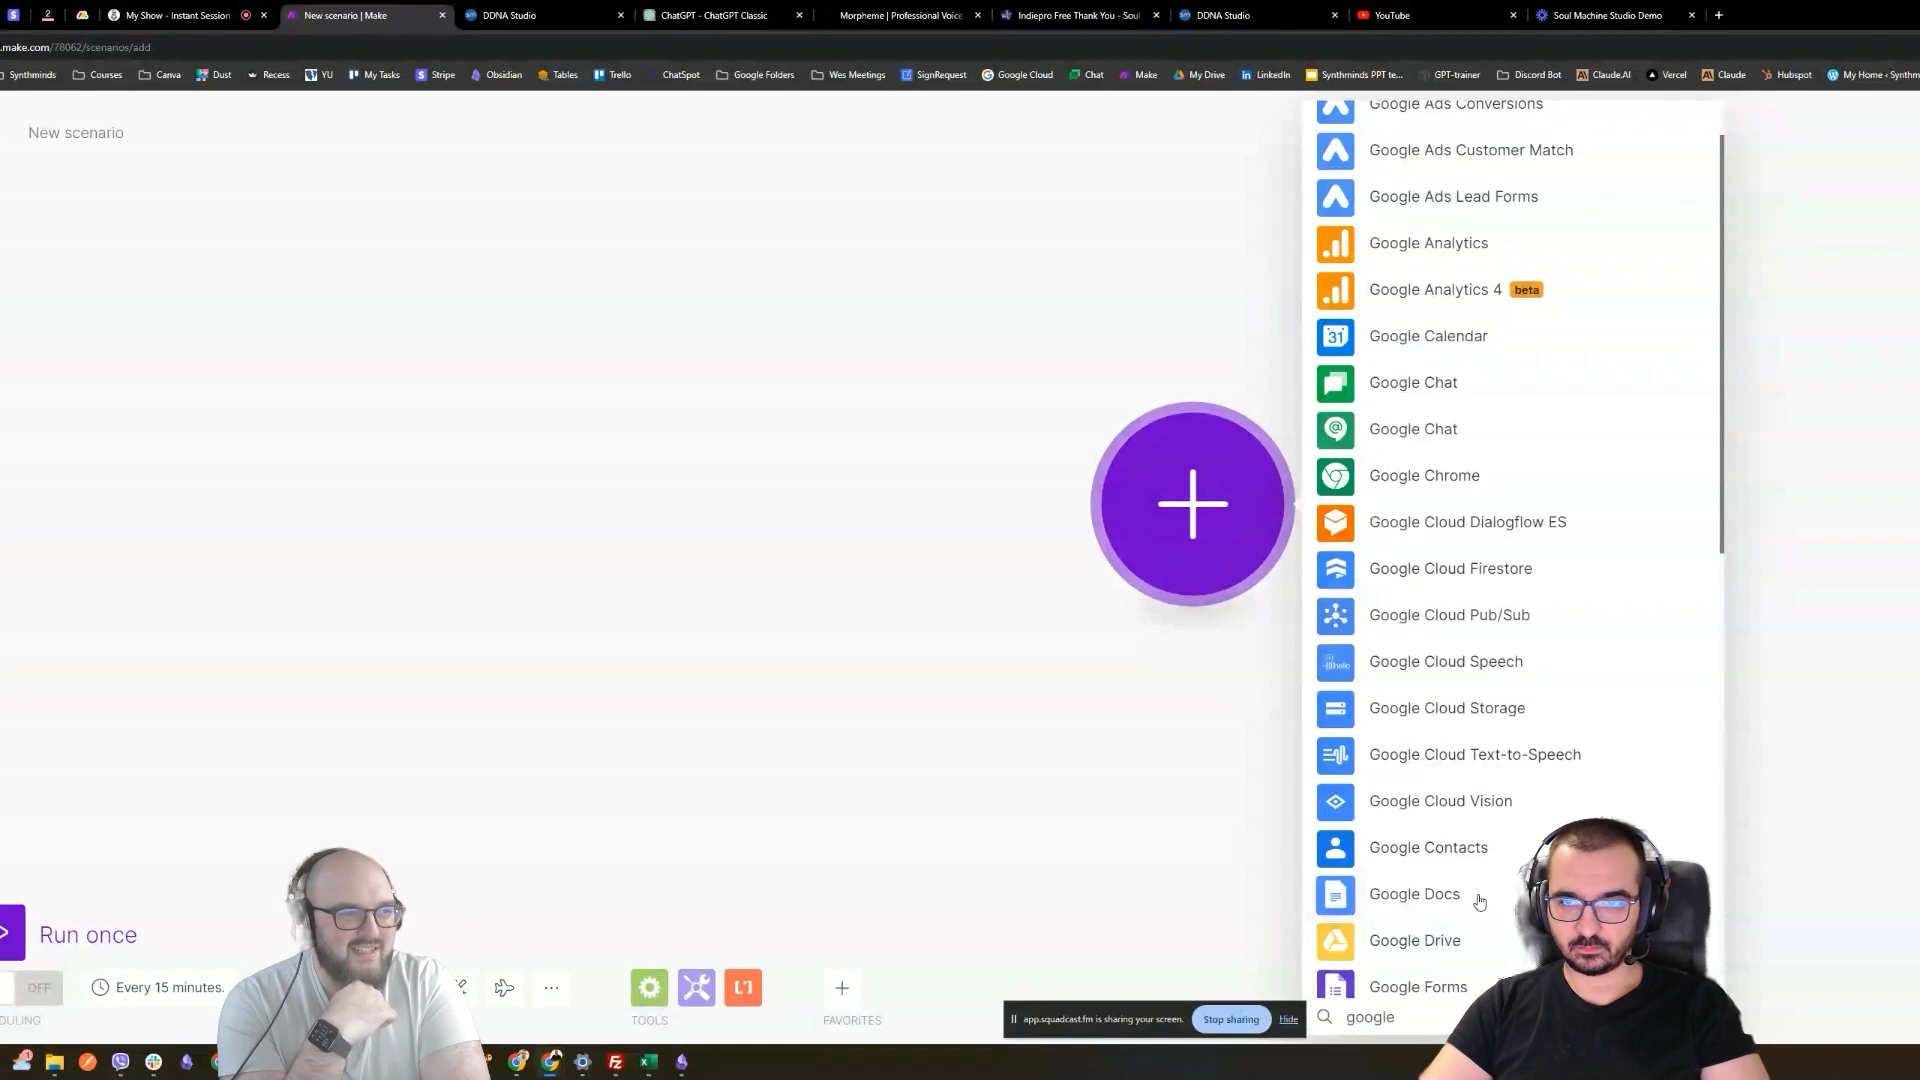 My Show - Instant Session
New scenario | Make
DDNA Studio
ChatGPT - ChatGPT Classic
Morpheme | Professional Voice
Indiepro Free Thank You - Soul
DDNA Studio
YouTube
Soul Machine Studio Demo
.make.com/78062/scenarios/add
Synthminds
Courses
Canva
Dust
Recess
YU
My Tasks
Stripe
Obsidian
Tables
Trello
ChatSpot
Google Folders
Wes Meetings
SignRequest
Google Cloud
Chat
Make
My Drive
LinkedIn
Synthminds PPT te...
GPT-trainer
Discord Bot
Claude.AI
Vercel
Claude
Hubspot
My Home ‹ Synthm
New scenario
Google Ads Conversions
Google Ads Customer Match
Google Ads Lead Forms
Google Analytics
Google Analytics 4 beta
31 Google Calendar
Google Chat
Google Chat
Google Chrome
Google Cloud Dialogflow ES
Google Cloud Firestore
Google Cloud Pub/Sub
hello Google Cloud Speech
Google Cloud Storage
Google Cloud Text-to-Speech
Google Cloud Vision
Google Contacts
Google Docs
Google Drive
Google Forms
google
Run once
OFF
Every 15 minutes.
DULING
TOOLS
FAVORITES
app.squadcast.fm is sharing your screen.
Stop sharing
Hide